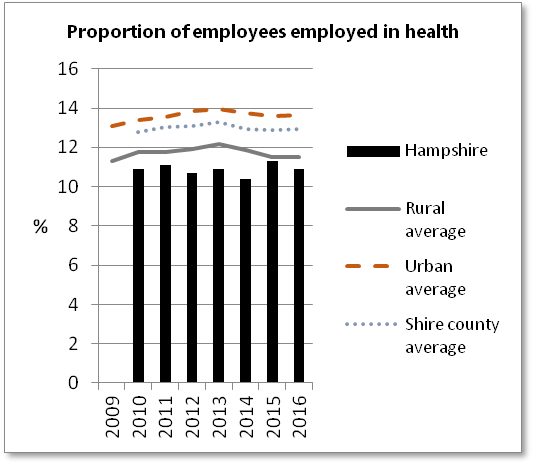 Proportion of employees employed in health
16
14
12
10
8
6
4
2
0
%
2009
2010
2011
2012
2013
2014
2015
2016
Hampshire
Rural
average
Urban
average
Shire county
average